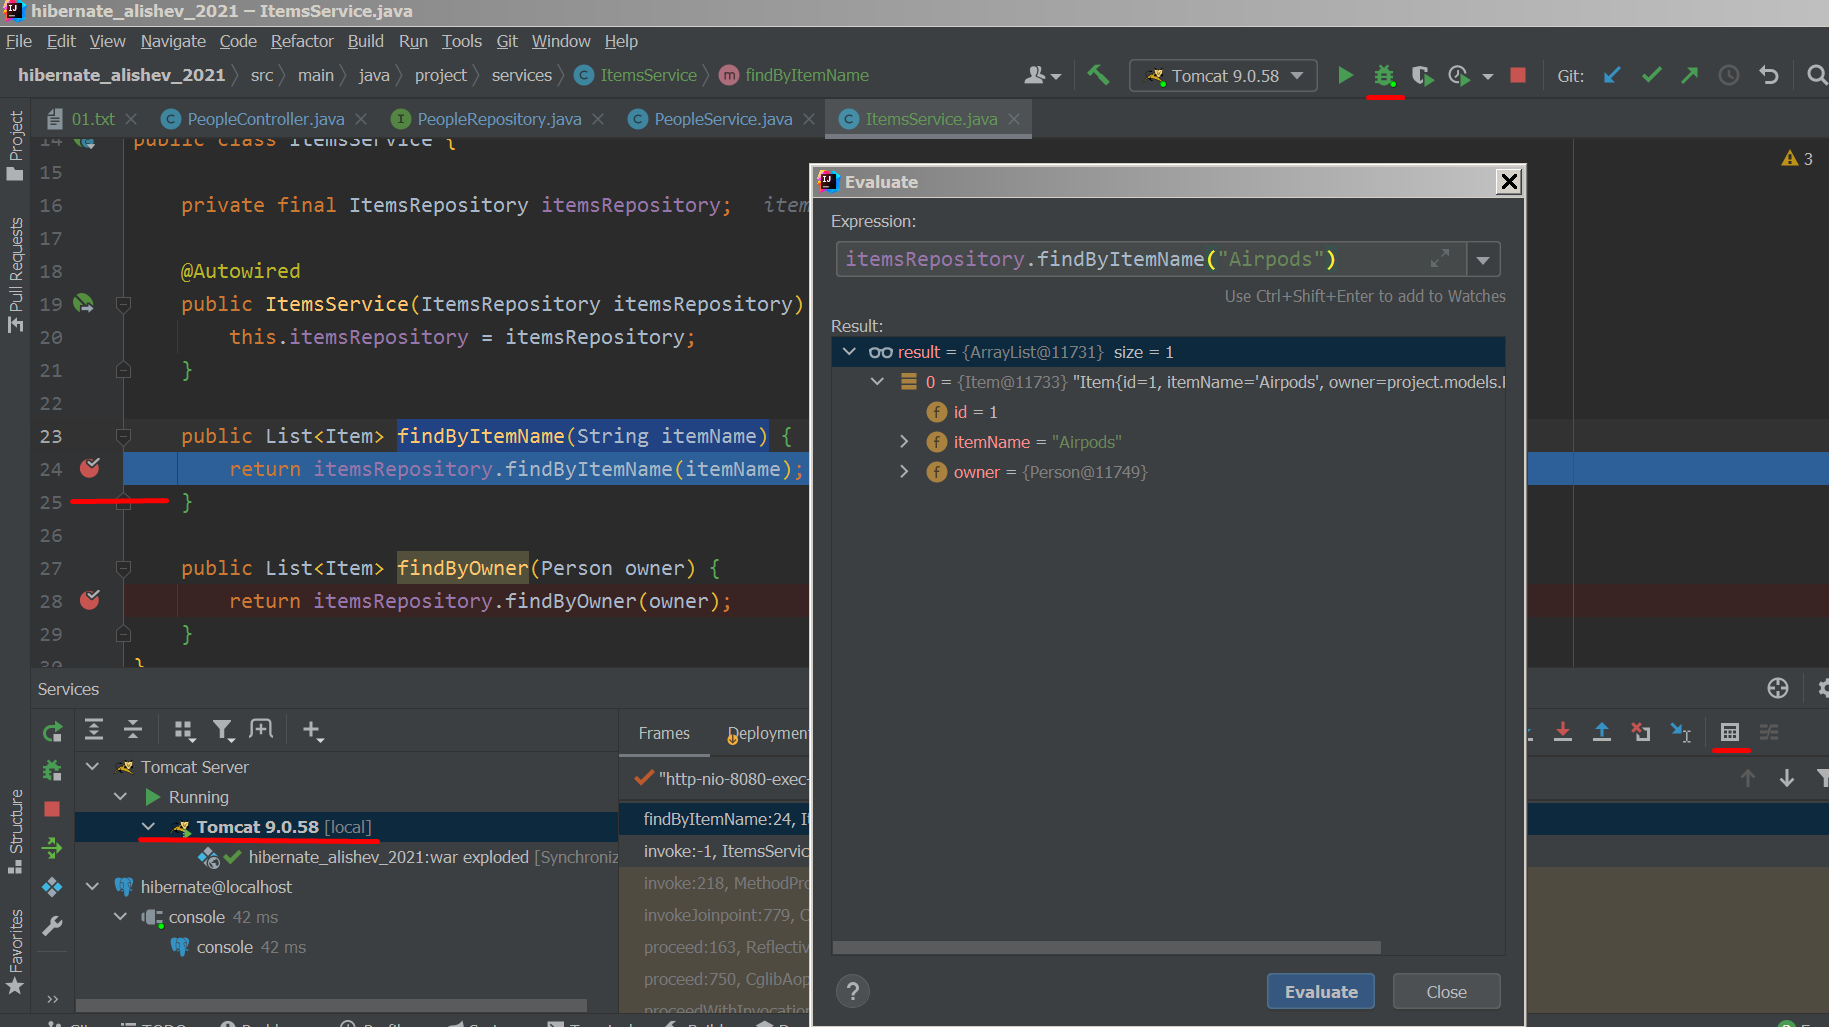 hibernate_alishev_2021 – ItemsService.java
File Edit View Navigate Code Refactor Build Run Tools Git Window Help
hibernate_alishev_2021 src main java project services ItemsService findByItemName Tomcat 9.0.58 Git:
01.txt PeopleController.java PeopleRepository.java PeopleService.java ItemsService.java
Project
Pull Requests
Structure
Favorites
14 public class ItemsService {
3
15
16 private final ItemsRepository itemsRepository; item
17
18 @Autowired
19 public ItemsService(ItemsRepository itemsRepository)
20 this.itemsRepository = itemsRepository;
21 }
22
23 public List<Item> findByItemName(String itemName) {
24 return itemsRepository.findByItemName(itemName);
25 }
26
27 public List<Item> findByOwner(Person owner) {
28 return itemsRepository.findByOwner(owner);
29 }
30 }
Evaluate
Expression:
itemsRepository.findByItemName("Airpods")
Use Ctrl+Shift+Enter to add to Watches
Result:
result = {ArrayList@11731} size = 1
0 = {Item@11733} "Item{id=1, itemName='Airpods', owner=project.models.
id = 1
itemName = "Airpods"
owner = {Person@11749}
? Evaluate Close
Services
Tomcat Server
Running
Tomcat 9.0.58 [local]
hibernate_alishev_2021:war exploded [Synchroniz
hibernate@localhost
console 42 ms
console 42 ms
Frames Deploymen
"http-nio-8080-exec-
findByItemName:24, It
invoke:-1, ItemsServic
invoke:218, MethodPro
invokeJoinpoint:779, C
proceed:163, Reflectiv
proceed:750, CglibAop
proceedWithInvocation